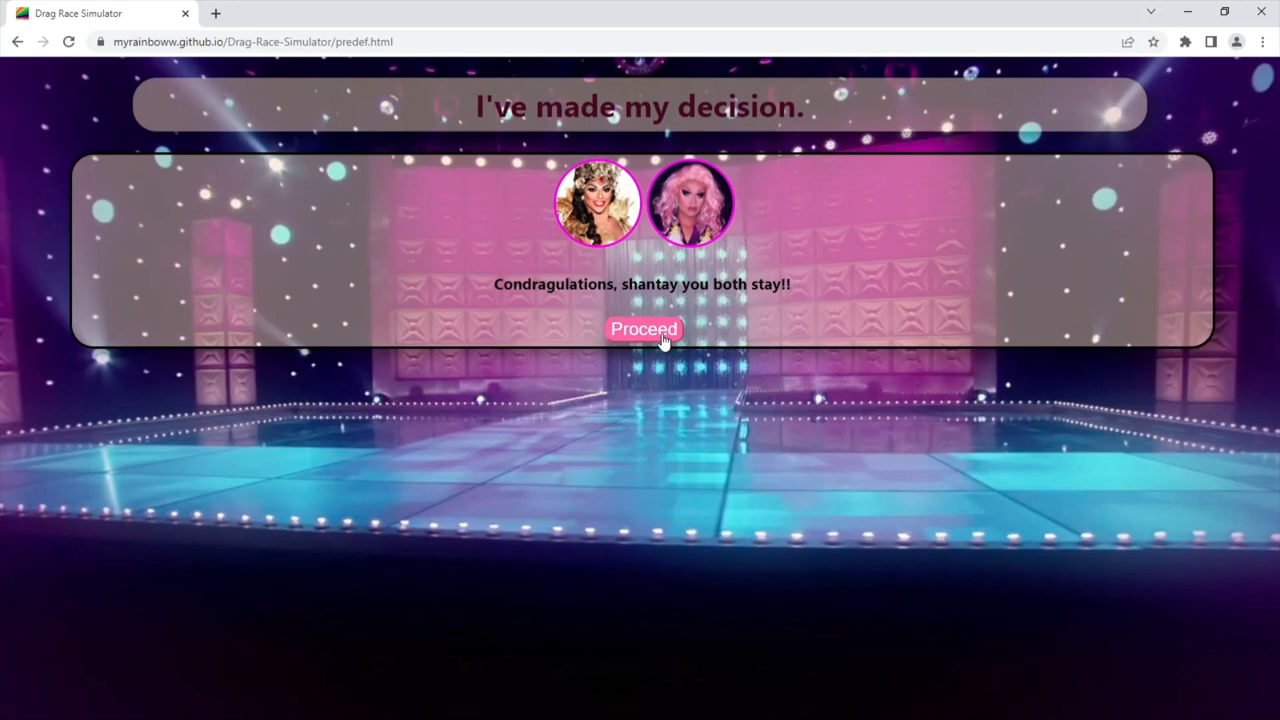 Drag Race Simulator
myrainboww.github.io/Drag-Race-Simulator/predef.html
I've made my decision.
Condragulations, shantay you both stay!!
Proceed